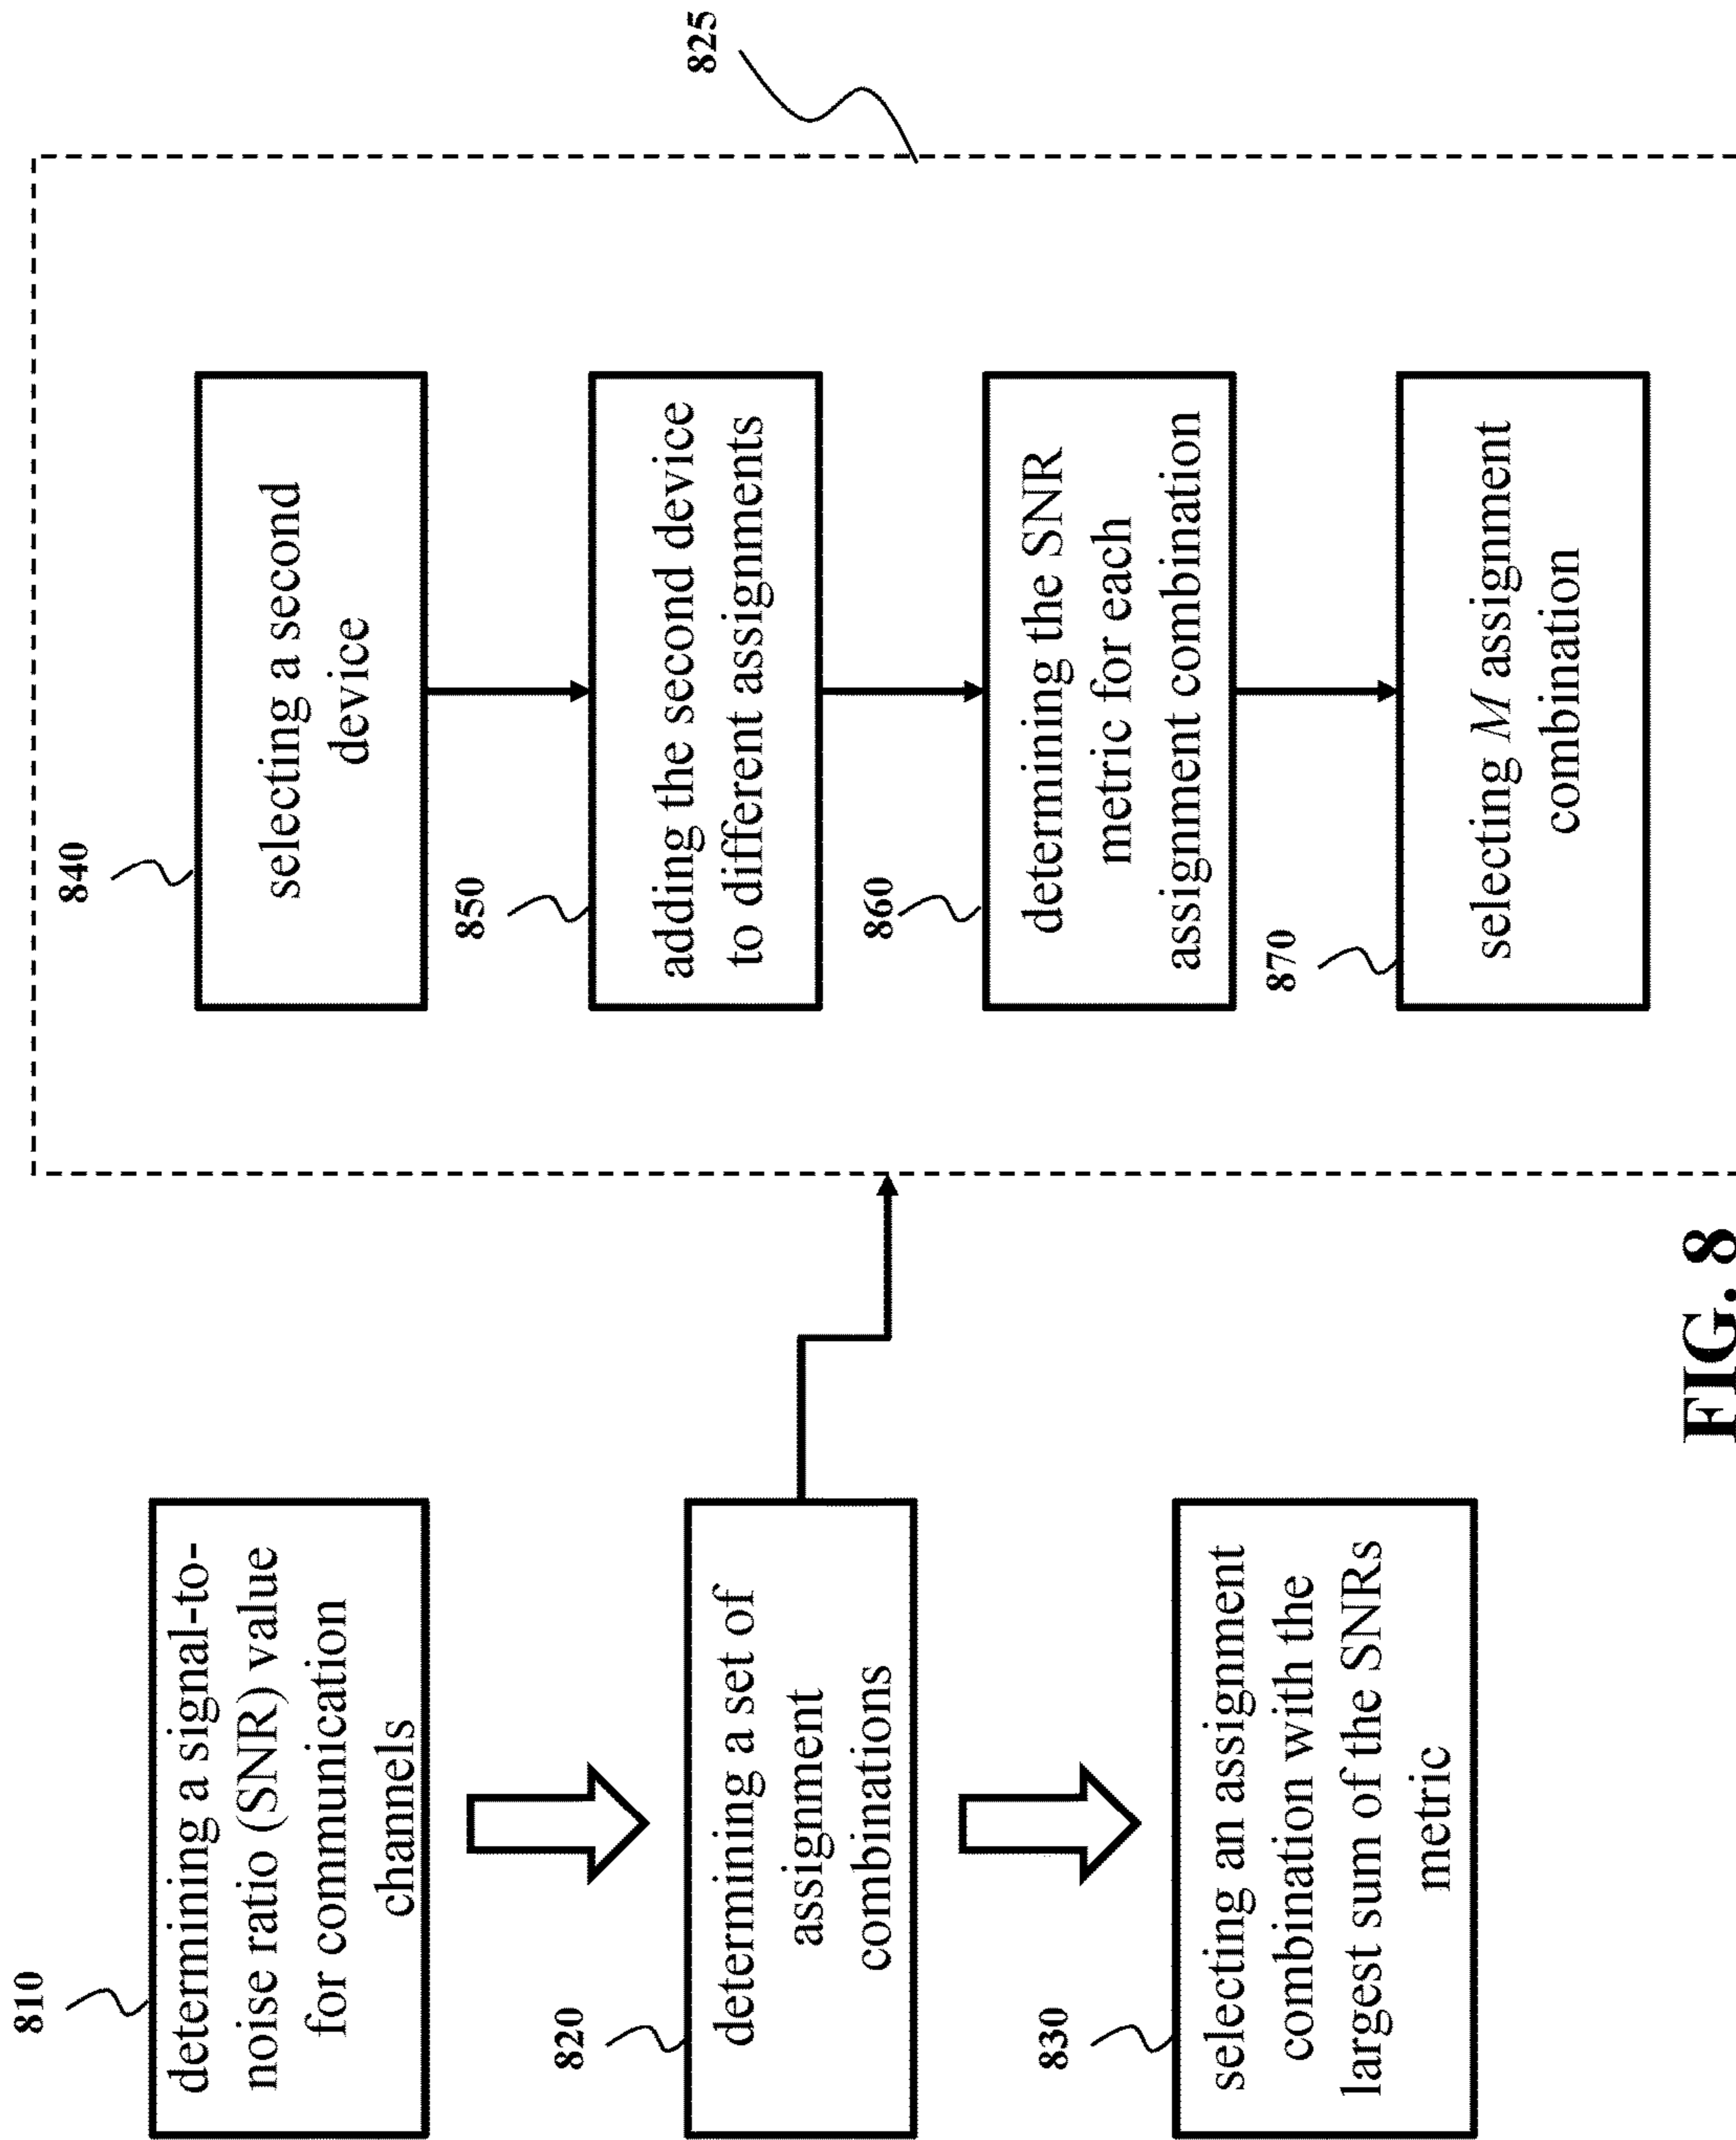 810
determining a signal-to-
noise ratio (SNR) value
for communication
channels
820
determining a set of
assignment
combinations
830
selecting an assignment
combination with the
largest sum of the SNRs
metric
825
840
selecting a second
device
850
adding the second device
to different assignments
860
determining the SNR
metric for each
assignment combination
870
selecting M assignment
combination
FIG. 8